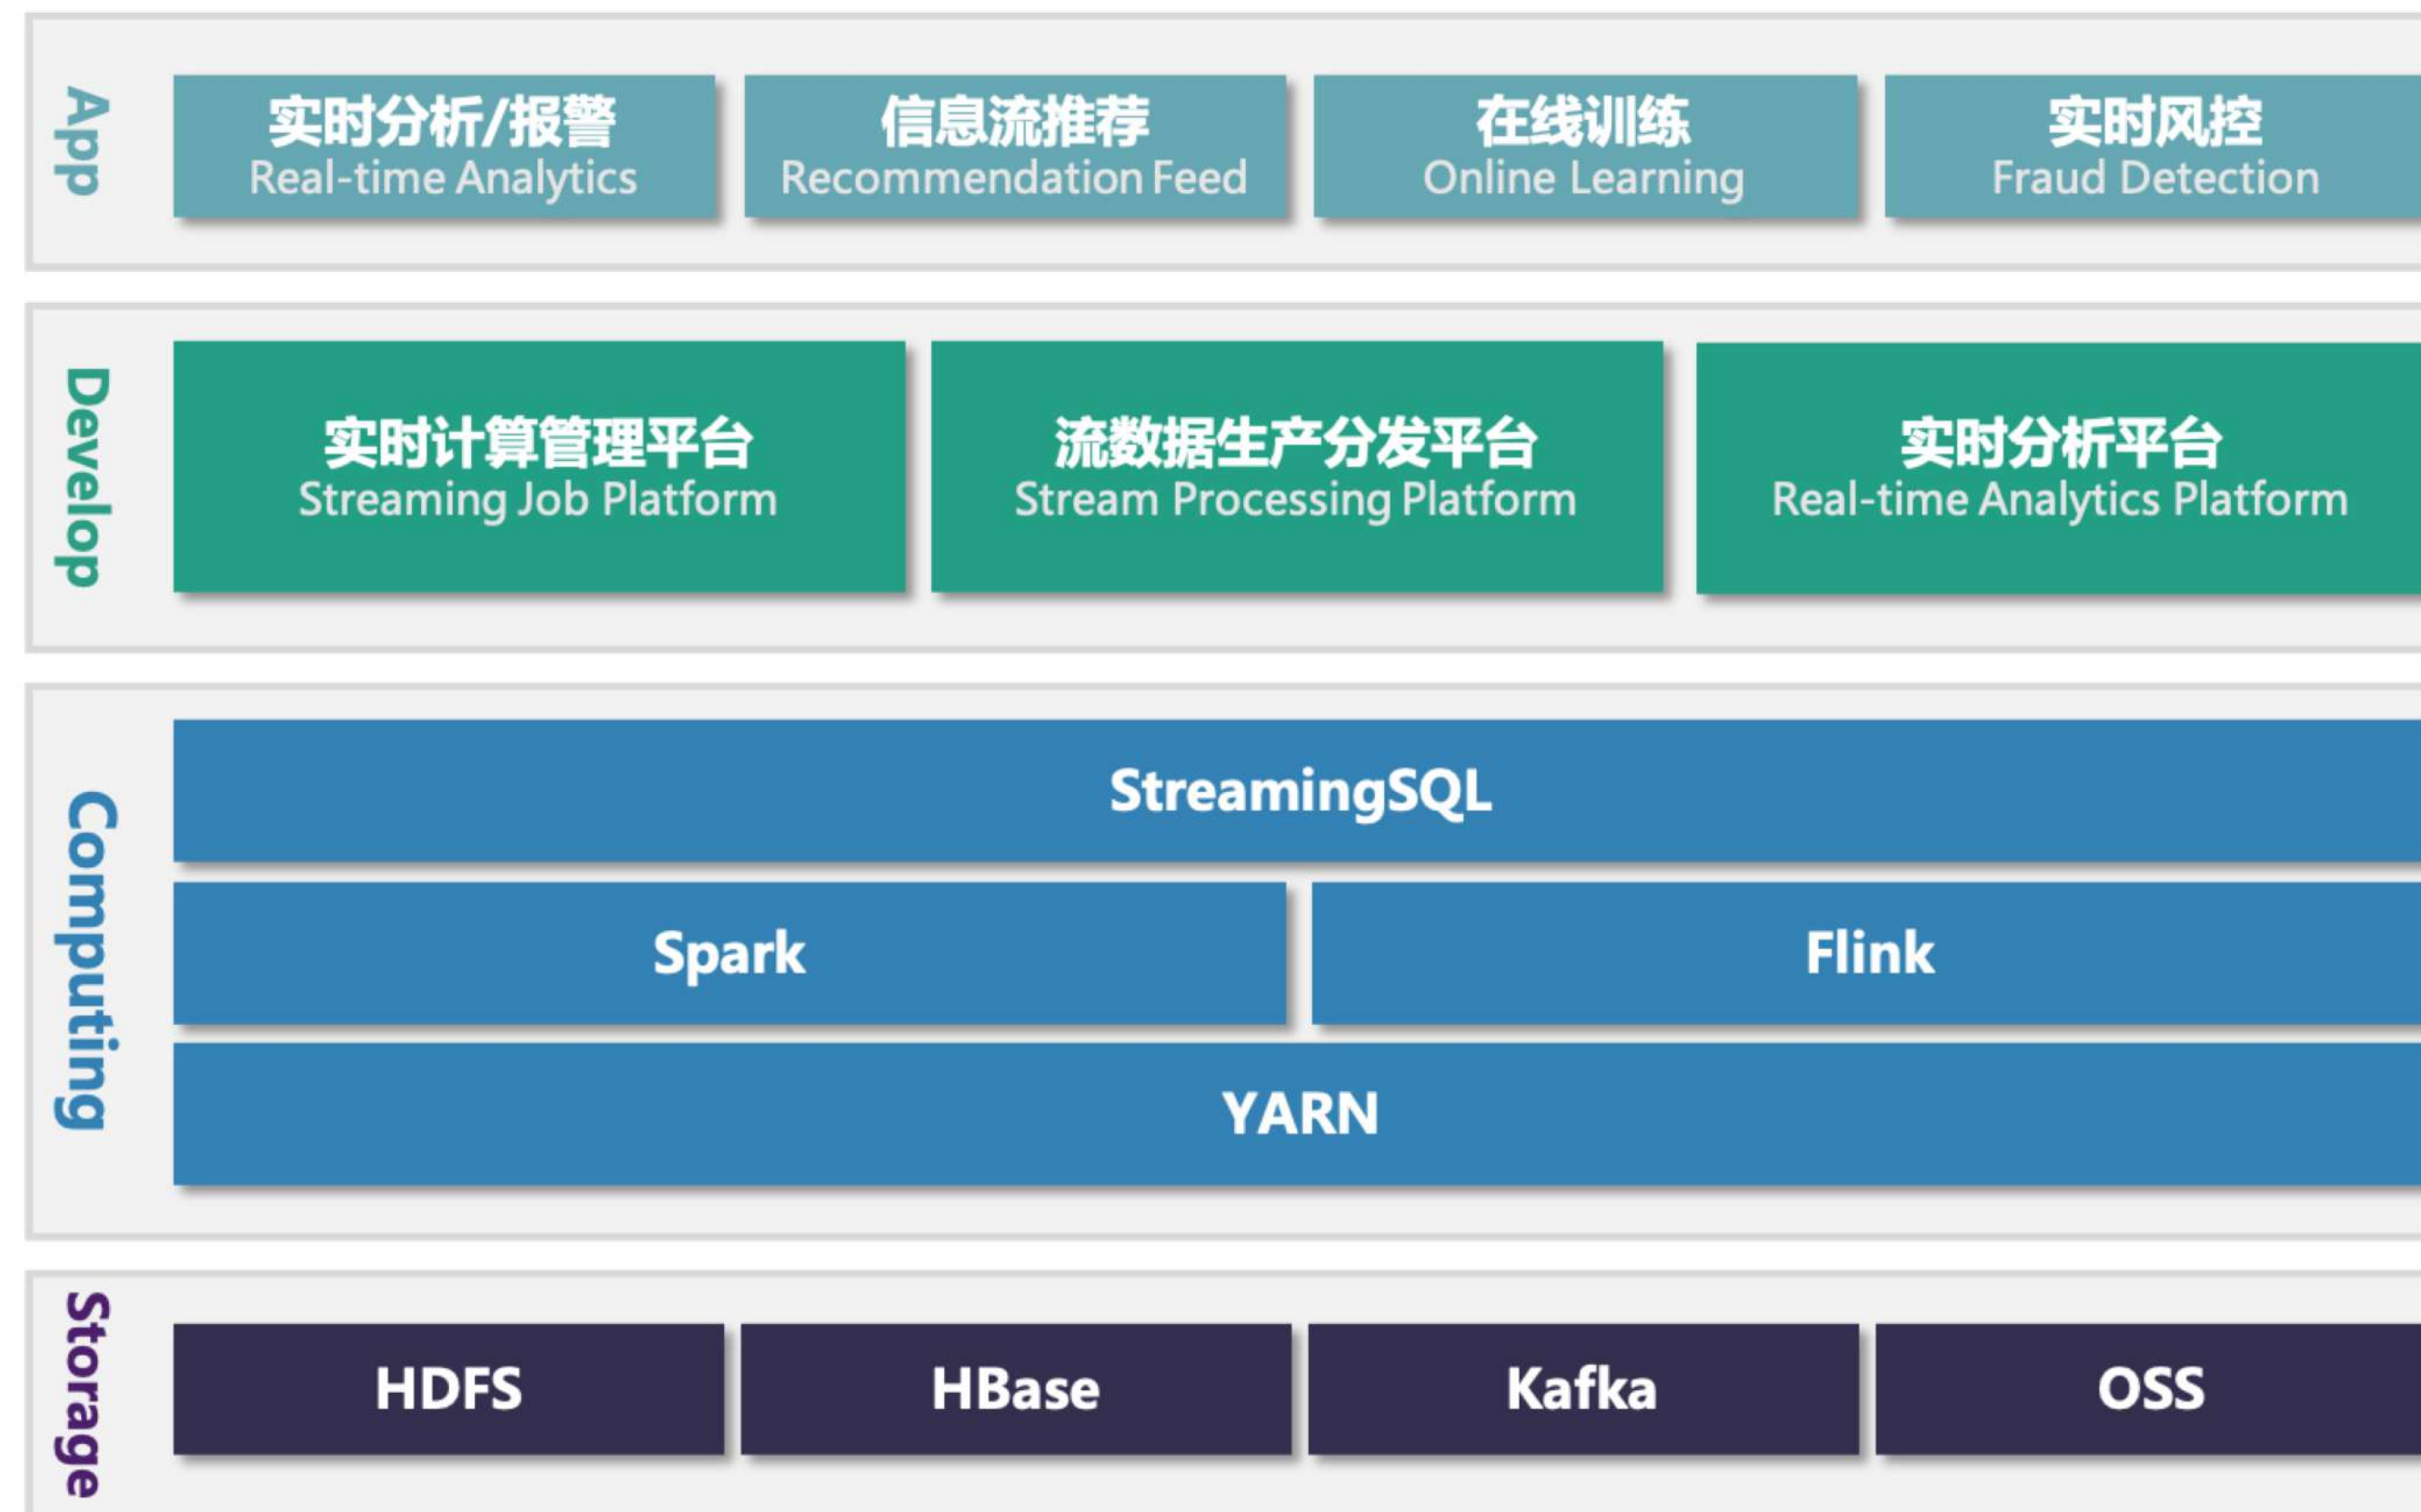 App
实时分析/报警
Real-time Analytics
信息流推荐
Recommendation Feed
在线训练
Online Learning
实时风控
Fraud Detection
Develop
实时计算管理平台
Streaming Job Platform
流数据生产分发平台
Stream Processing Platform
实时分析平台
Real-time Analytics Platform
Computing
StreamingSQL
Spark
Flink
YARN
Storage
HDFS
HBase
Kafka
OSS